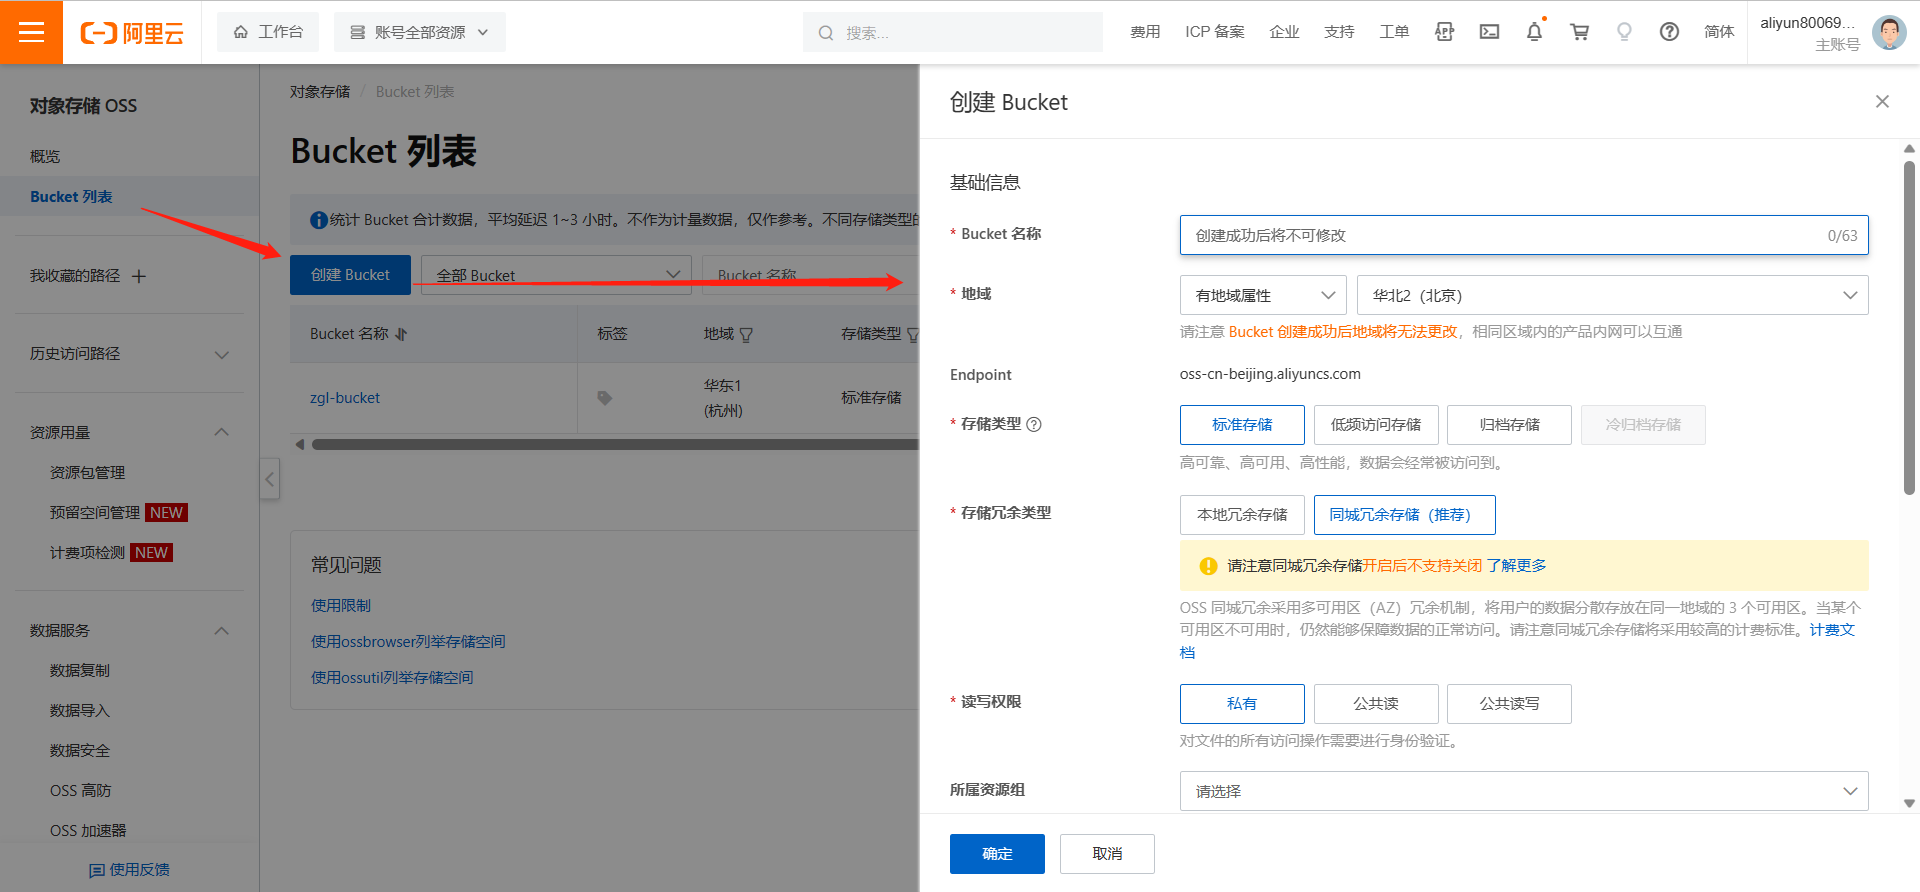 阿里云
工作台
账号全部资源
搜索...
费用
ICP 备案
企业
支持
工单
APP
简体
aliyun80069...
主账号
对象存储 OSS
概览
Bucket 列表
我收藏的路径
历史访问路径
资源用量
资源包管理
预留空间管理 NEW
计费项检测 NEW
数据服务
数据复制
数据导入
数据安全
OSS 高防
OSS 加速器
使用反馈
对象存储 / Bucket 列表
Bucket 列表
统计 Bucket 合计数据，平均延迟 1~3 小时。不作为计量数据，仅作参考。不同存储类型的
创建 Bucket
全部 Bucket
Bucket 名称
Bucket 名称
标签
地域
存储类型
zgl-bucket
华东1
(杭州)
标准存储
常见问题
使用限制
使用ossbrowser列举存储空间
使用ossutil列举存储空间
创建 Bucket
基础信息
* Bucket 名称
创建成功后将不可修改
0/63
* 地域
有地域属性
华北2（北京）
请注意 Bucket 创建成功后地域将无法更改，相同区域内的产品内网可以互通
Endpoint
oss-cn-beijing.aliyuncs.com
* 存储类型
标准存储
低频访问存储
归档存储
冷归档存储
高可靠、高可用、高性能，数据会经常被访问到。
* 存储冗余类型
本地冗余存储
同城冗余存储（推荐）
请注意同城冗余存储开启后不支持关闭 了解更多
OSS 同城冗余采用多可用区（AZ）冗余机制，将用户的数据分散存放在同一地域的 3 个可用区。当某个
可用区不可用时，仍然能够保障数据的正常访问。请注意同城冗余存储将采用较高的计费标准。计费文
档
* 读写权限
私有
公共读
公共读写
对文件的所有访问操作需要进行身份验证。
所属资源组
请选择
确定
取消